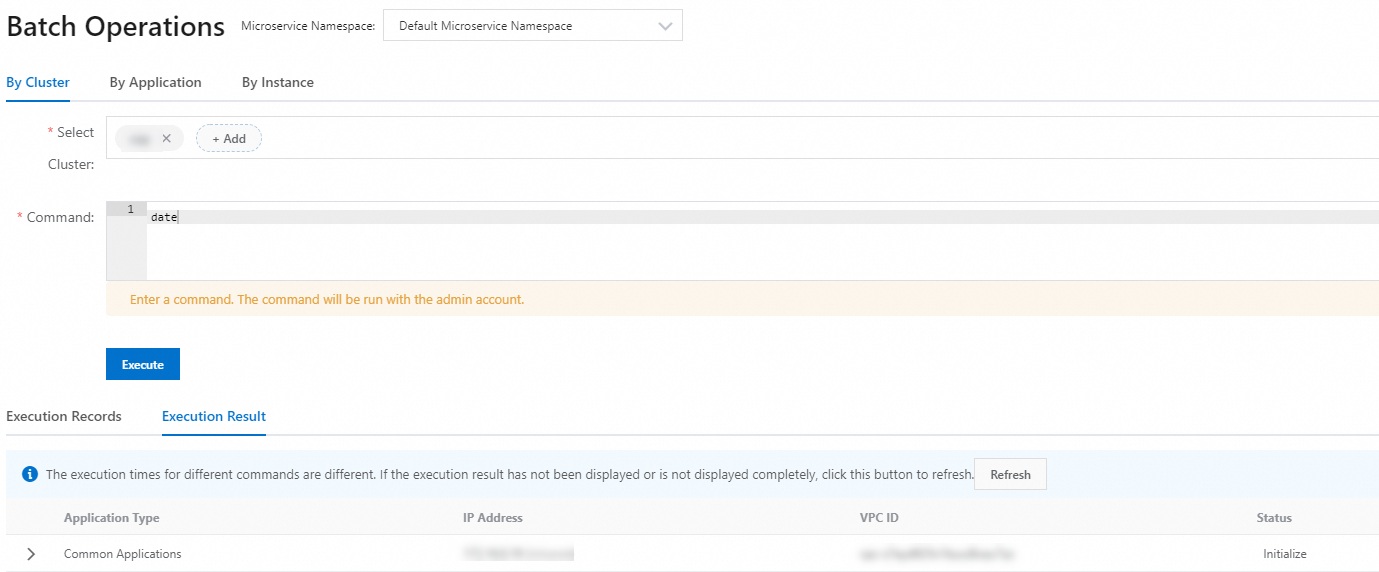 Batch Operations Microservice Namespace: Default Microservice Namespace
By Cluster By Application By Instance
* Select Cluster:
+ Add
* Command:
1 date
Enter a command. The command will be run with the admin account.
Execute
Execution Records Execution Result
The execution times for different commands are different. If the execution result has not been displayed or is not displayed completely, click this button to refresh. Refresh
Application Type IP Address VPC ID Status
Common Applications Initialize